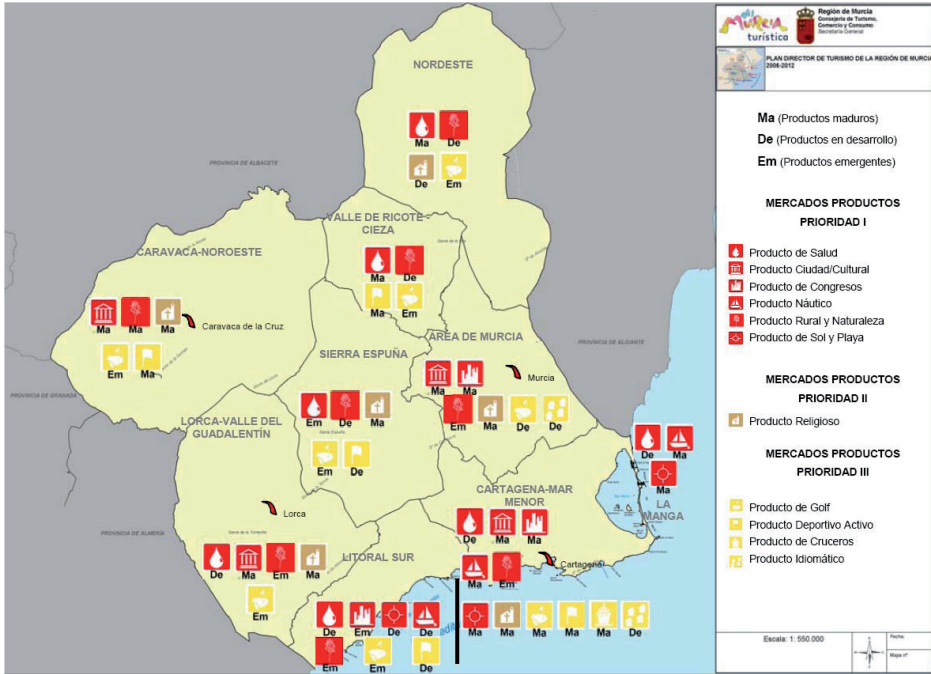 NORDESTE
Ma De
De Em
PROVINCIA DE ALBACETE
VALLE DE RICOTE -
CIEZA
Ma De
Ma Em
CARAVACA-NOROESTE
Ma Ma Ma
Caravaca de la Cruz
Em Ma
PROVINCIA DE GRANADA
SIERRA ESPUÑA
Em De Ma
Em De
ÁREA DE MURCIA
Ma Ma
Murcia
Em Ma De De
PROVINCIA DE ALICANTE
LORCA-VALLE DEL
GUADALENTÍN
Lorca
De Ma Em Ma
Em
PROVINCIA DE ALMERÍA
CARTAGENA-MAR
MENOR
De Ma Ma
Ma Em
Cartagena
Ma Ma Ma Ma Ma De
De Ma
Ma
LA
MANGA
LITORAL SUR
De Em De De
Em Em De
Murcia
turística
Región de Murcia
Consejería de Turismo,
Comercio y Consumo
Secretaría General
PLAN DIRECTOR DE TURISMO DE LA REGIÓN DE MURCIA
2006-2012
Ma (Productos maduros)
De (Productos en desarrollo)
Em (Productos emergentes)
MERCADOS PRODUCTOS
PRIORIDAD I
Producto de Salud
Producto Ciudad/Cultural
Producto de Congresos
Producto Náutico
Producto Rural y Naturaleza
Producto de Sol y Playa
MERCADOS PRODUCTOS
PRIORIDAD II
Producto Religioso
MERCADOS PRODUCTOS
PRIORIDAD III
Producto de Golf
Producto Deportivo Activo
Producto de Cruceros
Producto Idiomático
Escala: 1: 550.000
Fecha:
Mapa nº